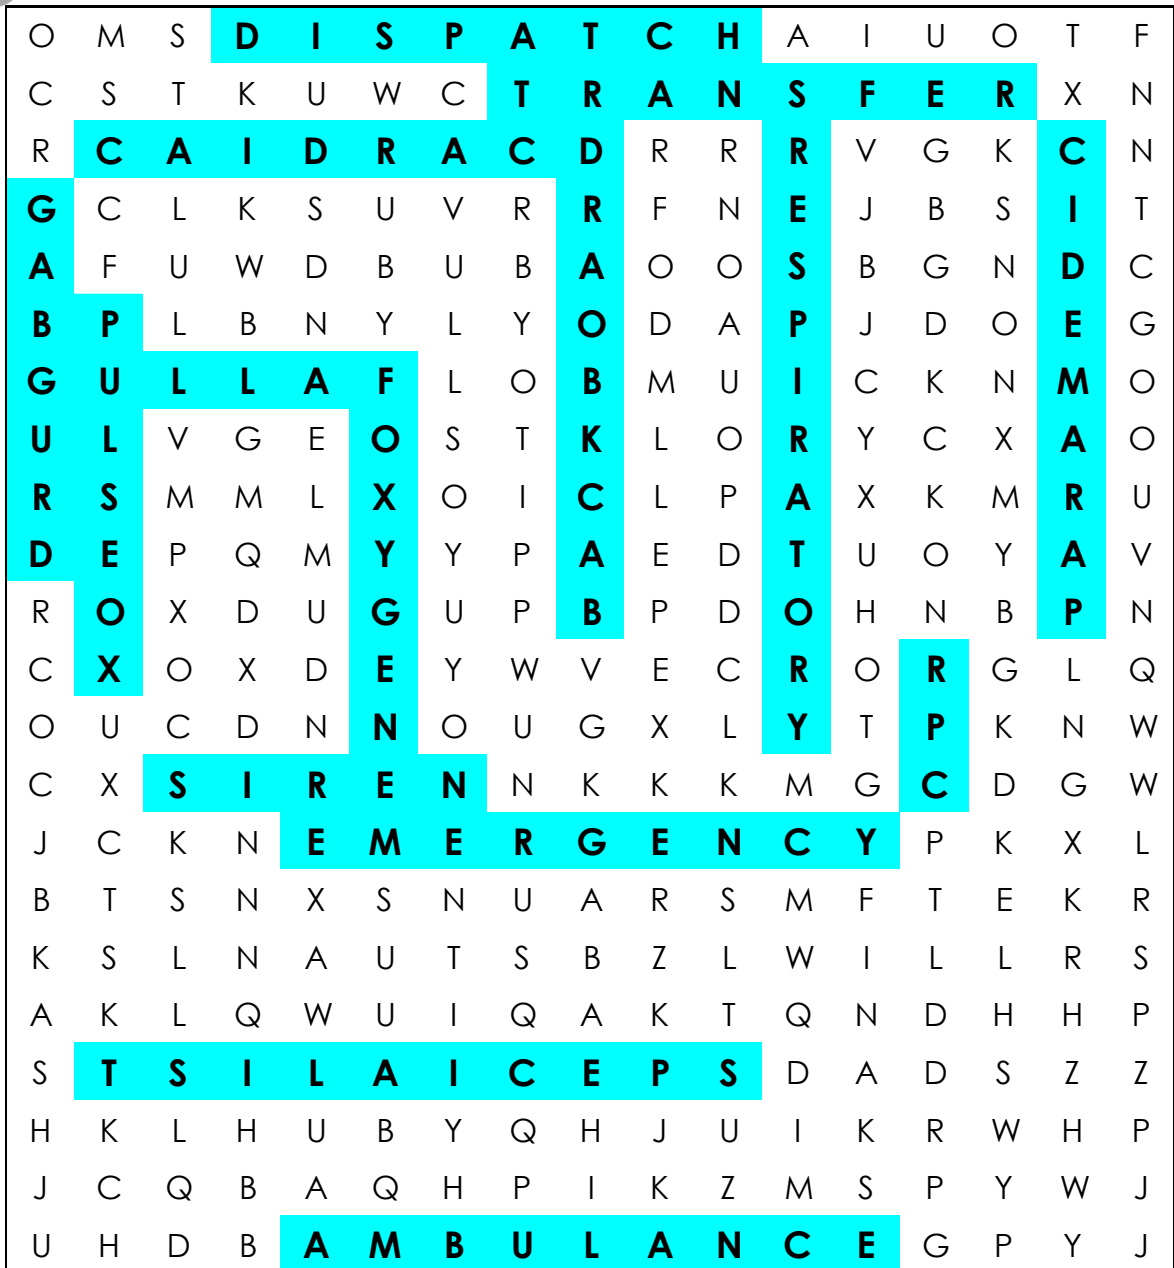 O M S D I S P A T C H A I U O T F
C S T K U W C T R A N S F E R X N
R C A I D R A C D R R R V G K C N
G C L K S U V R R F N E J B S I T
A F U W D B U B A O O S B G N D C
B P L B N Y L Y O D A P J D O E G
G U L L A F L O B M U I C K N M O
U L V G E O S T K L O R Y C X A O
R S M M L X O I C L P A X K M R U
D E P Q M Y Y P A E D T U O Y A V
R O X D U G U P B P D O H N B P N
C X O X D E Y W V E C R O R G L Q
O U C D N N O U G X L Y T P K N W
C X S I R E N N K K K M G C D G W
J C K N E M E R G E N C Y P K X L
B T S N X S N U A R S M F T E K R
K S L N A U T S B Z L W I L L R S
A K L Q W U I Q A K T Q N D H H P
S T S I L A I C E P S D A D S Z Z
H K L H U B Y Q H J U I K R W H P
J C Q B A Q H P I K Z M S P Y W J
U H D B A M B U L A N C E G P Y J